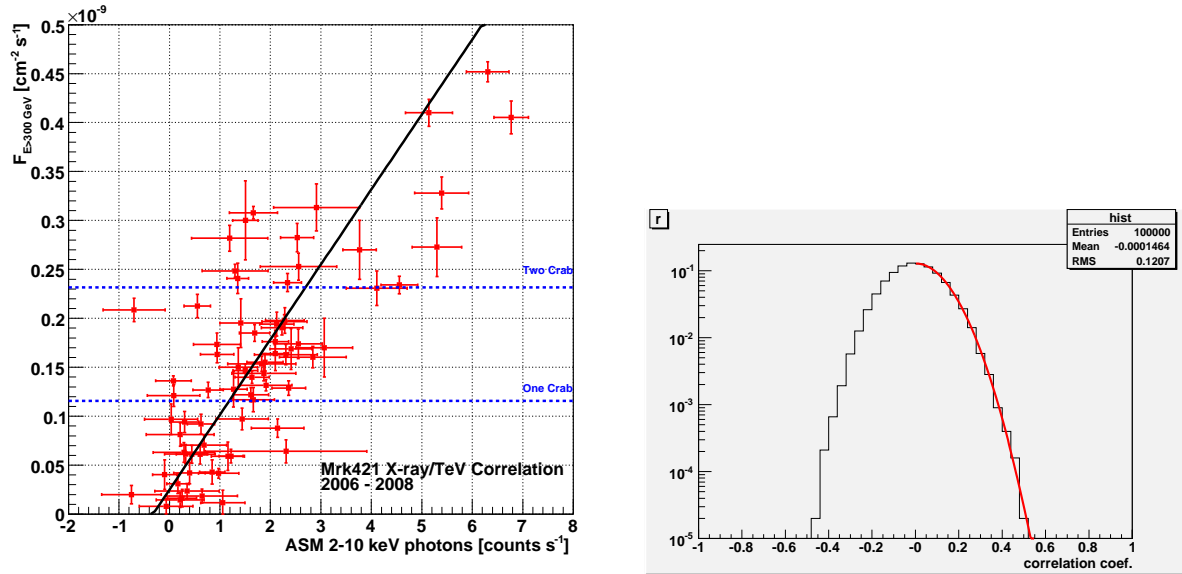 ×10⁻⁹
0.5
0.45
0.4
0.35
0.3
0.25
0.2
0.15
0.1
0.05
0
F_E>300 GeV [cm⁻² s⁻¹]
Two Crab
One Crab
Mrk421 X-ray/TeV Correlation
2006 - 2008
-2 -1 0 1 2 3 4 5 6 7 8
ASM 2-10 keV photons [counts s⁻¹]
r
hist
Entries 100000
Mean -0.0001464
RMS 0.1207
10⁻¹
10⁻²
10⁻³
10⁻⁴
10⁻⁵
-1 -0.8 -0.6 -0.4 -0.2 -0 0.2 0.4 0.6 0.8 1
correlation coef.